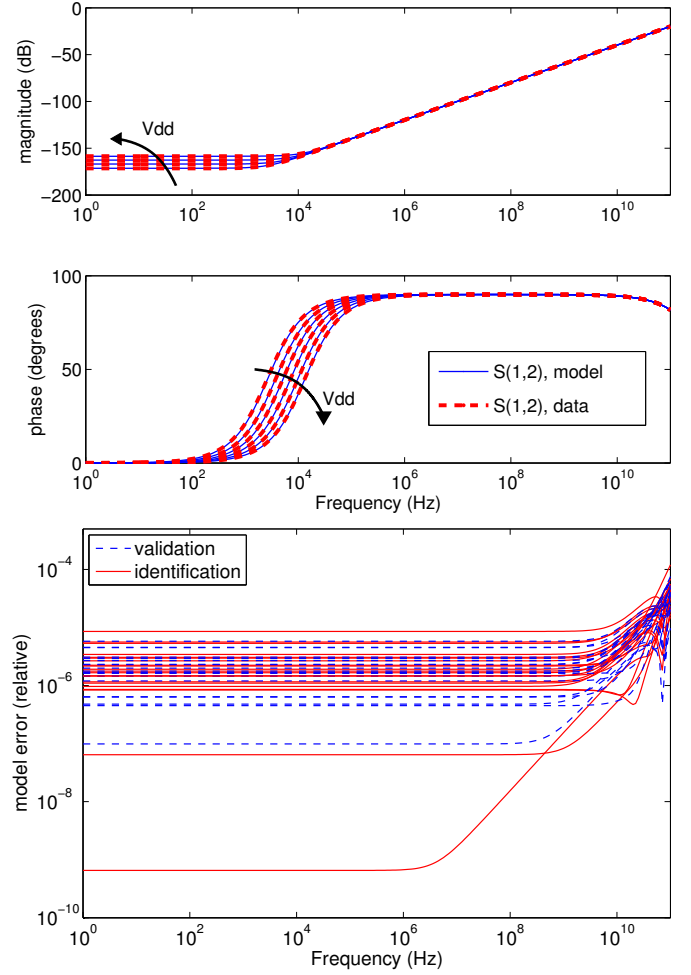 0
−50
−100
−150
−200
magnitude (dB)
Vdd
10^0
10^2
10^4
10^6
10^8
10^10
100
50
0
phase (degrees)
Vdd
S(1,2), model
S(1,2), data
10^0
10^2
10^4
10^6
10^8
10^10
Frequency (Hz)
validation
identification
10^−4
10^−6
10^−8
10^−10
model error (relative)
10^0
10^2
10^4
10^6
10^8
10^10
Frequency (Hz)